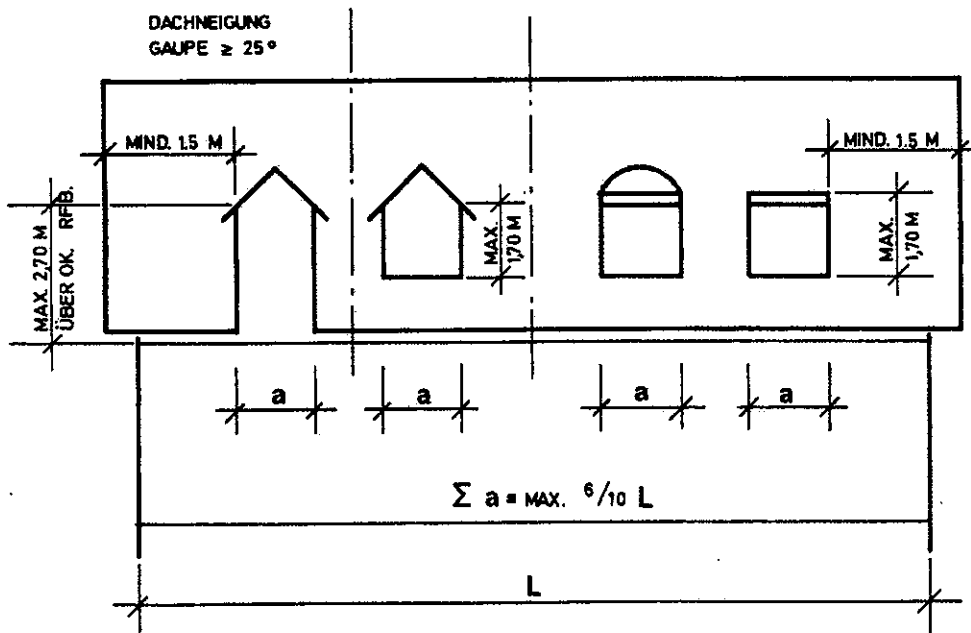 DACHNEIGUNG
GAUPE ≥ 25°
MIND. 1.5 M
MIND. 1.5 M
MAX. 2,70 M
ÜBER OK. RFB.
MAX.
1,70 M
MAX.
1,70 M
a
a
a
a
Σ a = MAX. 6/10 L
L